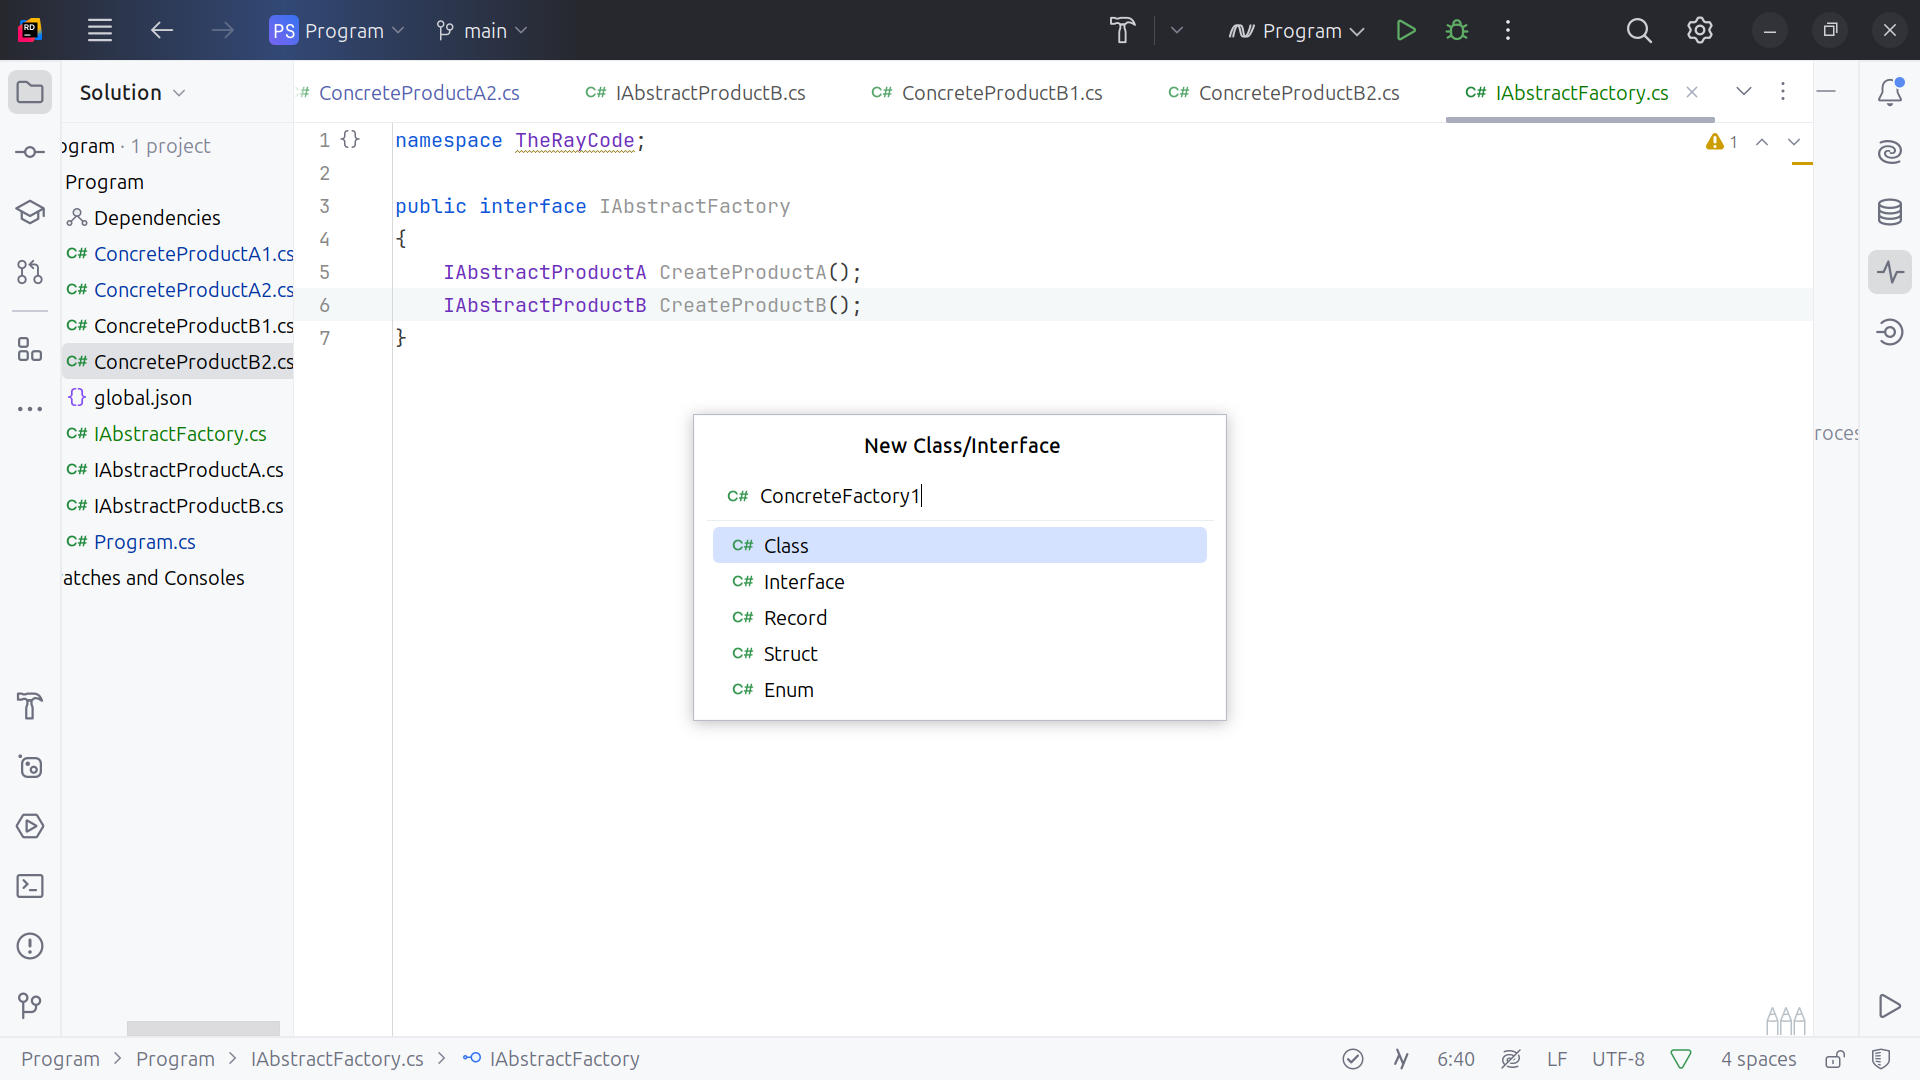 PS Program main Program
Solution
ConcreteProductA2.cs IAbstractProductB.cs ConcreteProductB1.cs ConcreteProductB2.cs IAbstractFactory.cs
ogram · 1 project
Program
Dependencies
C# ConcreteProductA1.cs
C# ConcreteProductA2.cs
C# ConcreteProductB1.cs
C# ConcreteProductB2.cs
{} global.json
C# IAbstractFactory.cs
C# IAbstractProductA.cs
C# IAbstractProductB.cs
C# Program.cs
atches and Consoles
1 {} namespace TheRayCode;
2
3 public interface IAbstractFactory
4 {
5 IAbstractProductA CreateProductA();
6 IAbstractProductB CreateProductB();
7 }
1
roces
New Class/Interface
C# ConcreteFactory1
C# Class
C# Interface
C# Record
C# Struct
C# Enum
Program > Program > IAbstractFactory.cs > IAbstractFactory 6:40 LF UTF-8 4 spaces